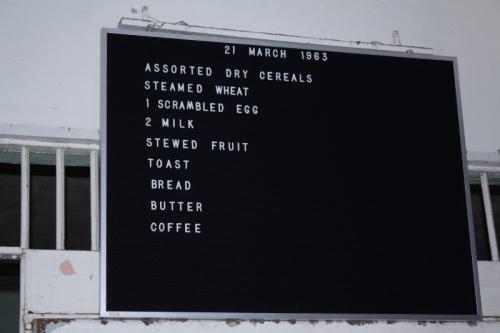 21 MARCH 1963
ASSORTED DRY CEREALS
STEAMED WHEAT
1 SCRAMBLED EGG
2 MILK
STEWED FRUIT
TOAST
BREAD
BUTTER
COFFEE